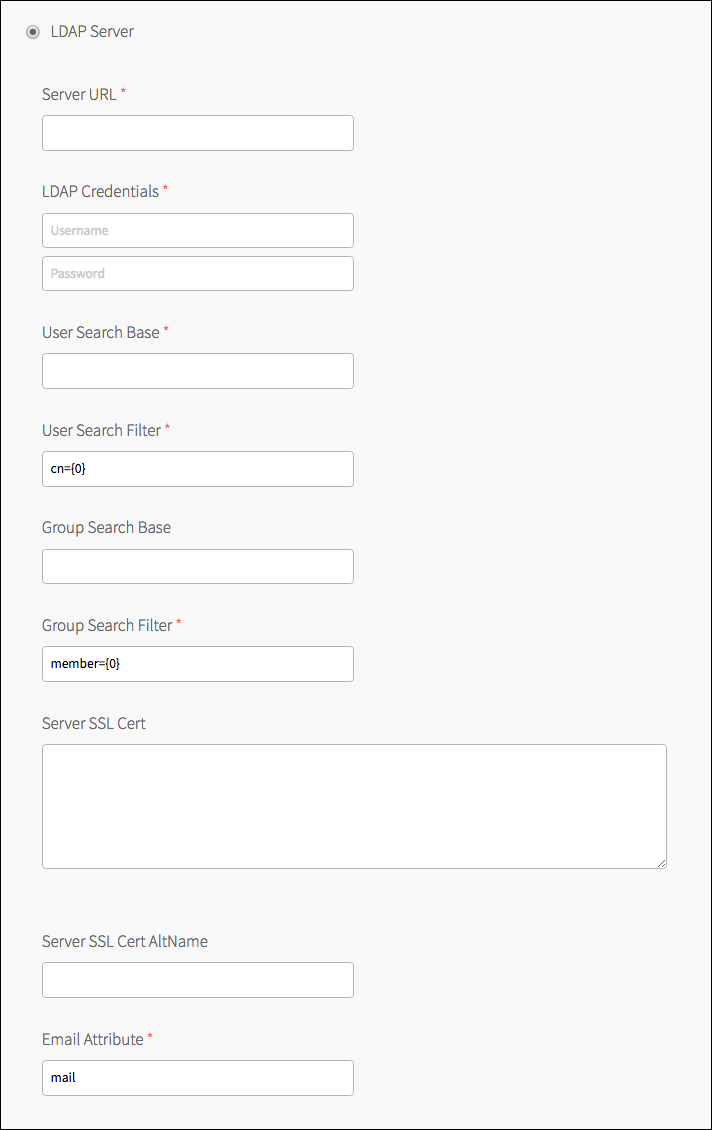 LDAP Server
Server URL *
LDAP Credentials *
Username
Password
User Search Base *
User Search Filter *
cn={0}
Group Search Base
Group Search Filter *
member={0}
Server SSL Cert
Server SSL Cert AltName
Email Attribute *
mail